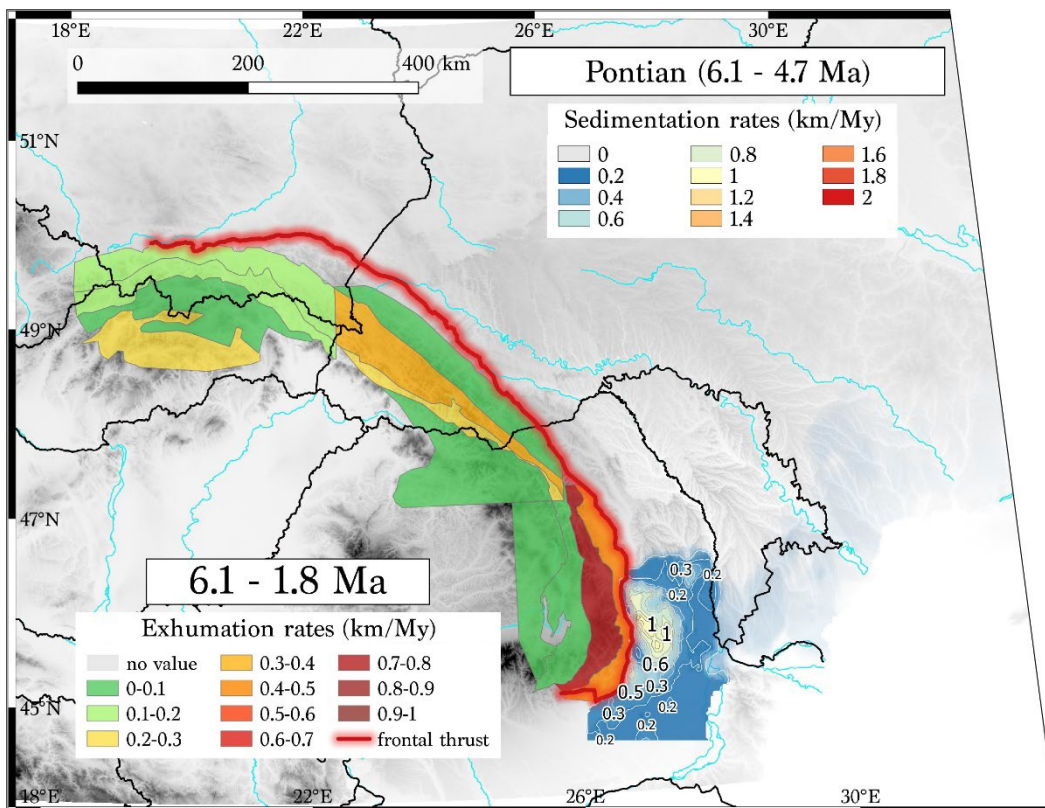 18°E 22°E 26°E 30°E
0 200 400 km
Pontian (6.1 - 4.7 Ma)
Sedimentation rates (km/My)
0 0.8 1.6
0.2 1 1.8
0.4 1.2 2
0.6 1.4
51°N
49°N
47°N
45°N
6.1 - 1.8 Ma
Exhumation rates (km/My)
no value 0.3-0.4 0.7-0.8
0-0.1 0.4-0.5 0.8-0.9
0.1-0.2 0.5-0.6 0.9-1
0.2-0.3 0.6-0.7 frontal thrust
0.3 0.2
0.2
1 1
0.6
0.5 0.3
0.3 0.2
0.2 0.2
18°E 22°E 26°E 30°E